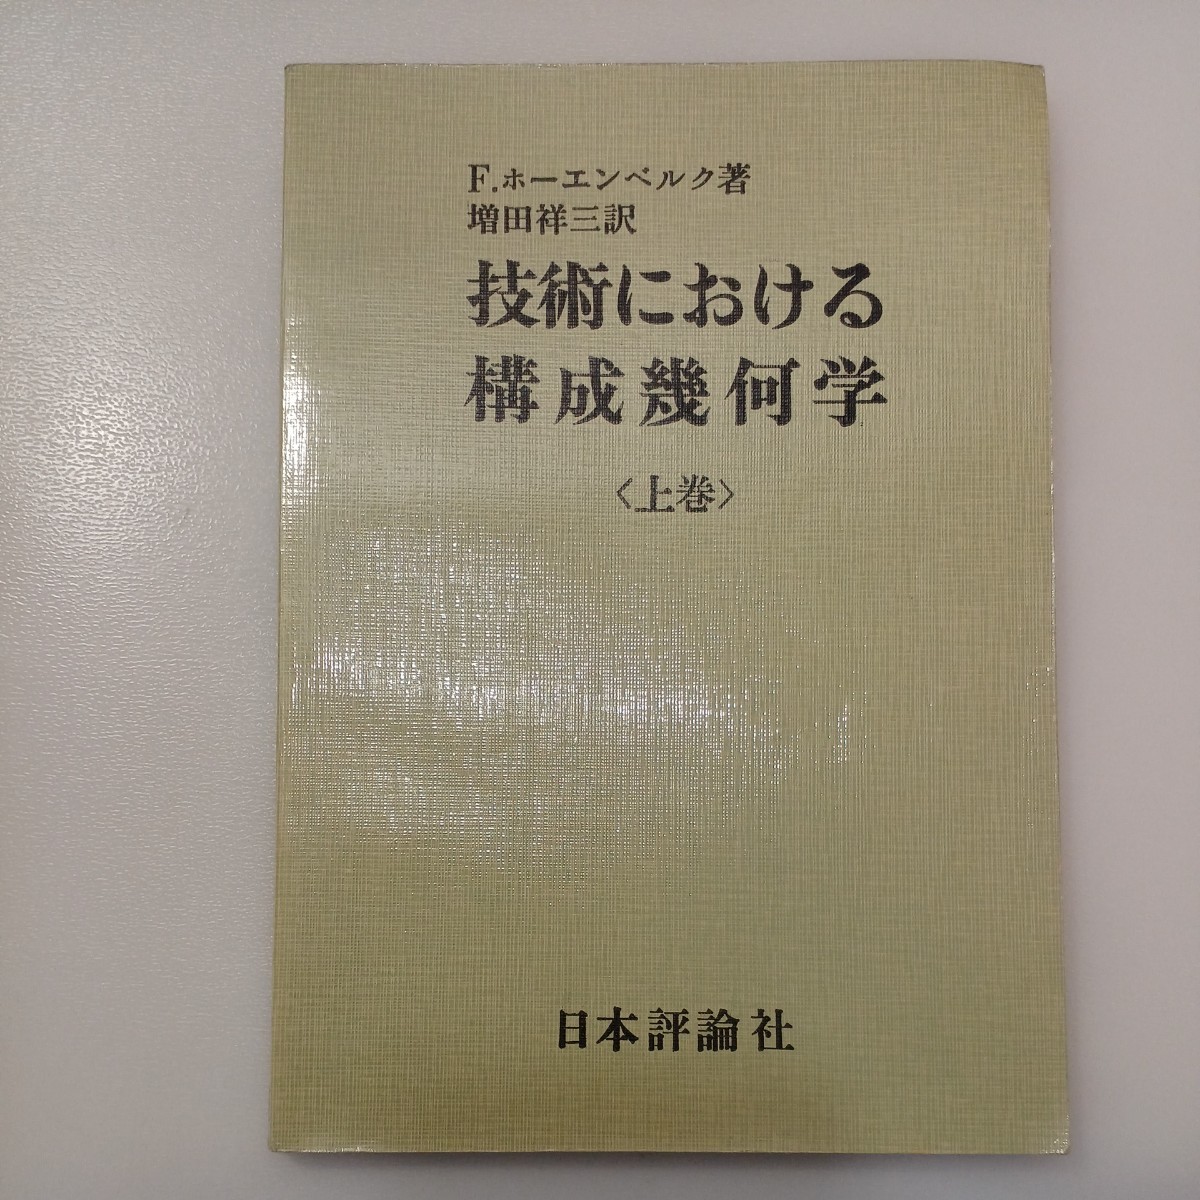 F.ホーエンベルク著
増田祥三訳
技術における
構成幾何学
〈上巻〉
日本評論社